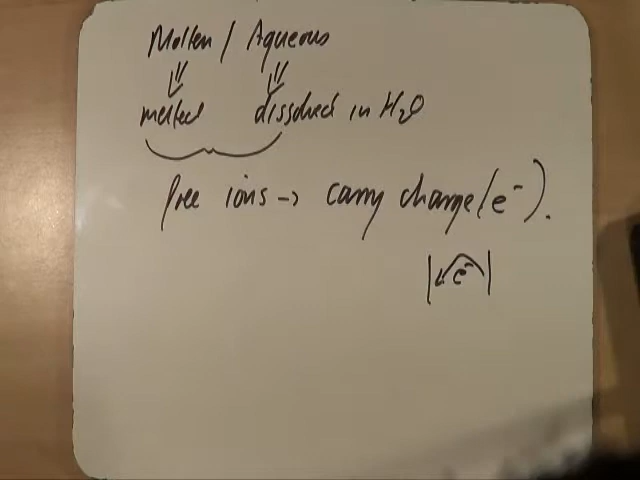 Molten / Aqueous
⇓ ⇓
melted dissolved in H₂O
free ions → carry charge/e⁻).
|e⁻|